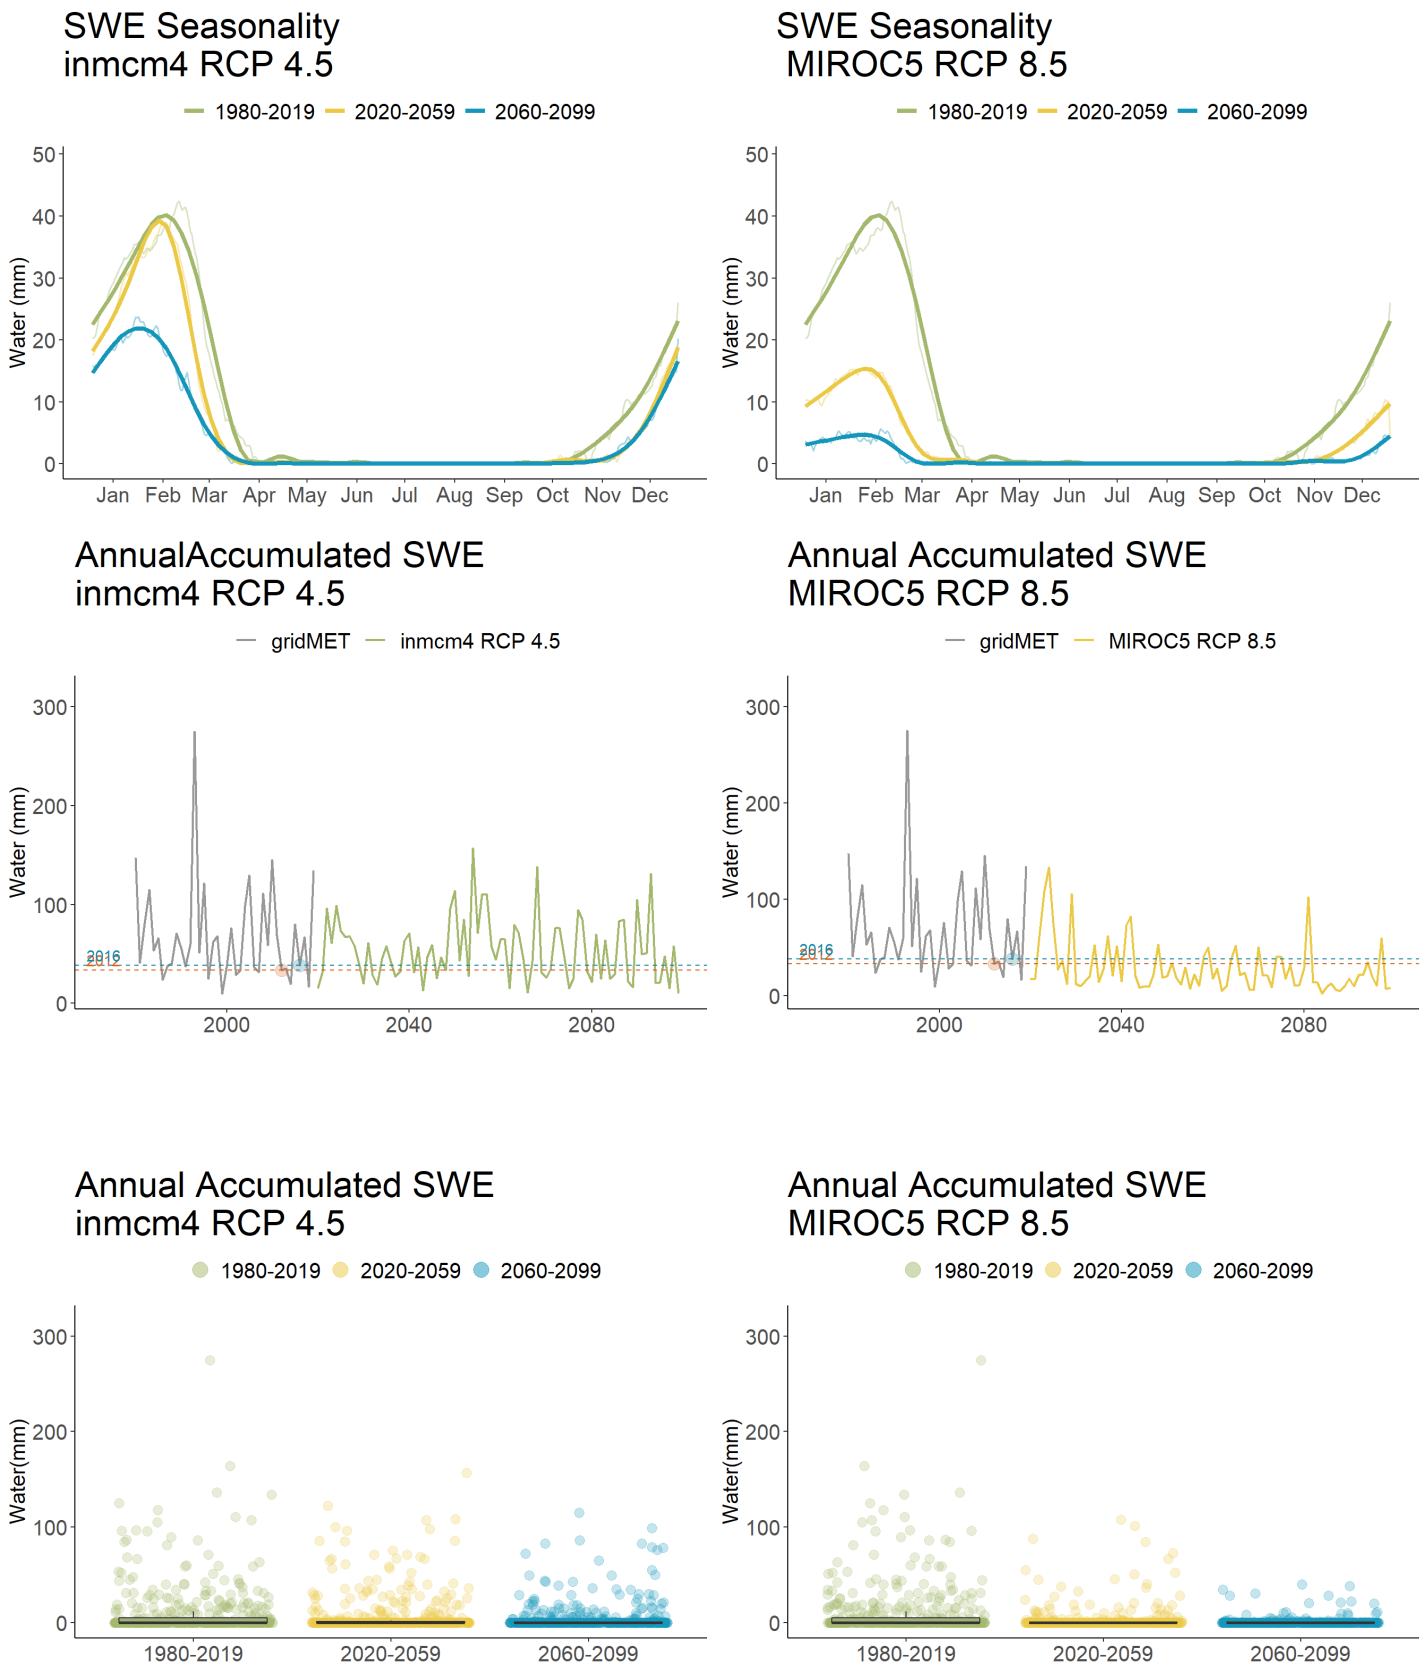 SWE Seasonality
inmcm4 RCP 4.5
1980-2019 2020-2059 2060-2099
Water (mm)
50
40
30
20
10
0
Jan Feb Mar Apr May Jun Jul Aug Sep Oct Nov Dec
SWE Seasonality
MIROC5 RCP 8.5
1980-2019 2020-2059 2060-2099
Water (mm)
50
40
30
20
10
0
Jan Feb Mar Apr May Jun Jul Aug Sep Oct Nov Dec
AnnualAccumulated SWE
inmcm4 RCP 4.5
gridMET inmcm4 RCP 4.5
Water (mm)
300
200
100
0
2016
2012
2000 2040 2080
Annual Accumulated SWE
MIROC5 RCP 8.5
gridMET MIROC5 RCP 8.5
Water (mm)
300
200
100
0
2016
2012
2000 2040 2080
Annual Accumulated SWE
inmcm4 RCP 4.5
1980-2019 2020-2059 2060-2099
Water(mm)
300
200
100
0
1980-2019 2020-2059 2060-2099
Annual Accumulated SWE
MIROC5 RCP 8.5
1980-2019 2020-2059 2060-2099
Water(mm)
300
200
100
0
1980-2019 2020-2059 2060-2099